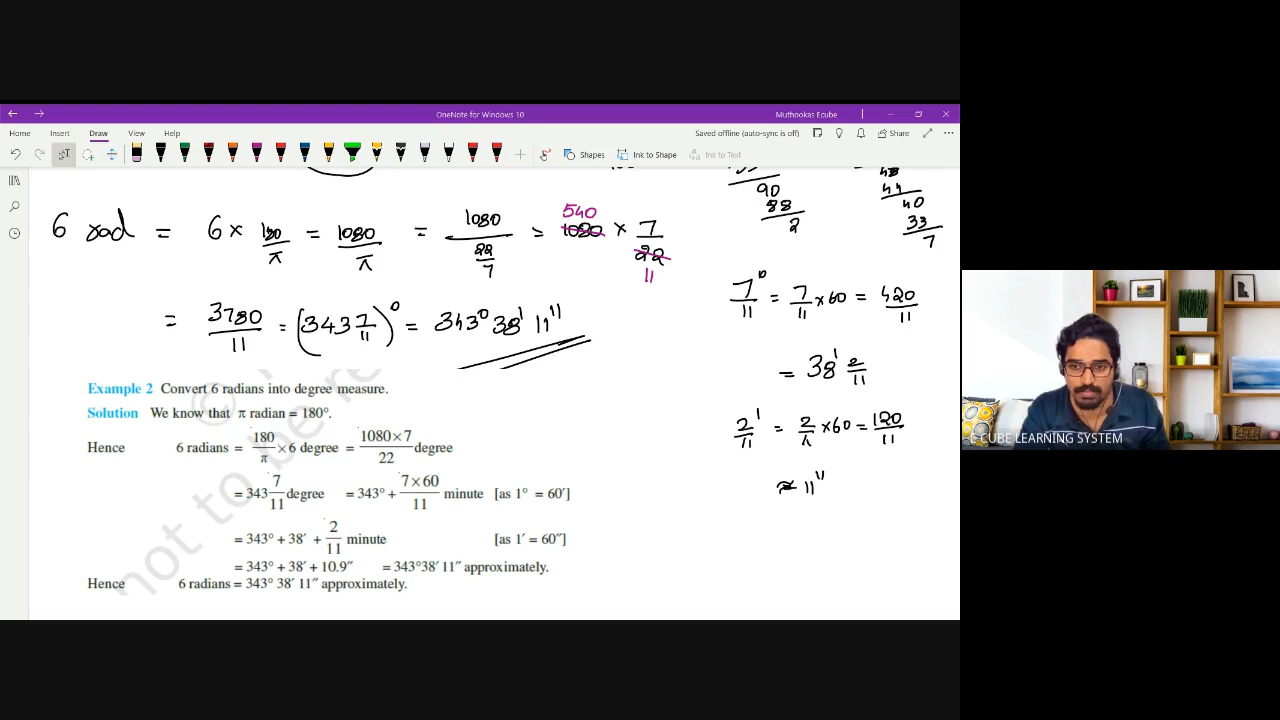 OneNote for Windows 10
Muthookas Ecube
Home Insert Draw View Help
Saved offline (auto-sync is off)
Share
Shapes
Ink to Shape
Ink to Text
6 rad = 6 × 180/π = 1080/π = 1080/(22/7) = 540 1080 × 7/22 11
= 3780/11 = (343 7/11)° = 343° 38' 11''
90
88
2
44
40
33
7
7/11° = 7/11 × 60 = 420/11
= 38' 2/11
2/11' = 2/11 × 60 = 120/11
≈ 11''
Example 2 Convert 6 radians into degree measure.
Solution We know that π radian = 180°.
Hence 6 radians = 180/π × 6 degree = 1080×7/22 degree
= 343 7/11 degree = 343° + 7×60/11 minute [as 1° = 60′]
= 343° + 38′ + 2/11 minute [as 1′ = 60″]
= 343° + 38′ + 10.9″ = 343°38′ 11″ approximately.
Hence 6 radians = 343° 38′ 11″ approximately.
not to be re
E CUBE LEARNING SYSTEM